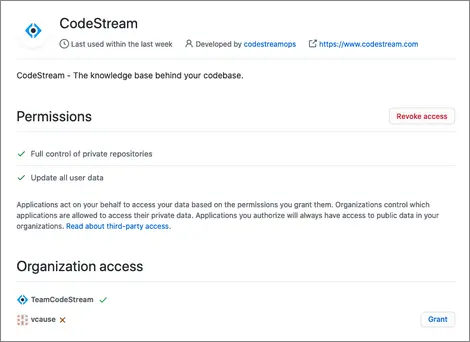 CodeStream
Last used within the last week Developed by codestreamops https://www.codestream.com
CodeStream - The knowledge base behind your codebase.
Permissions Revoke access
Full control of private repositories
Update all user data
Applications act on your behalf to access your data based on the permissions you grant them. Organizations control which
applications are allowed to access their private data. Applications you authorize will always have access to public data in your
organizations. Read about third-party access.
Organization access
TeamCodeStream
vcause Grant